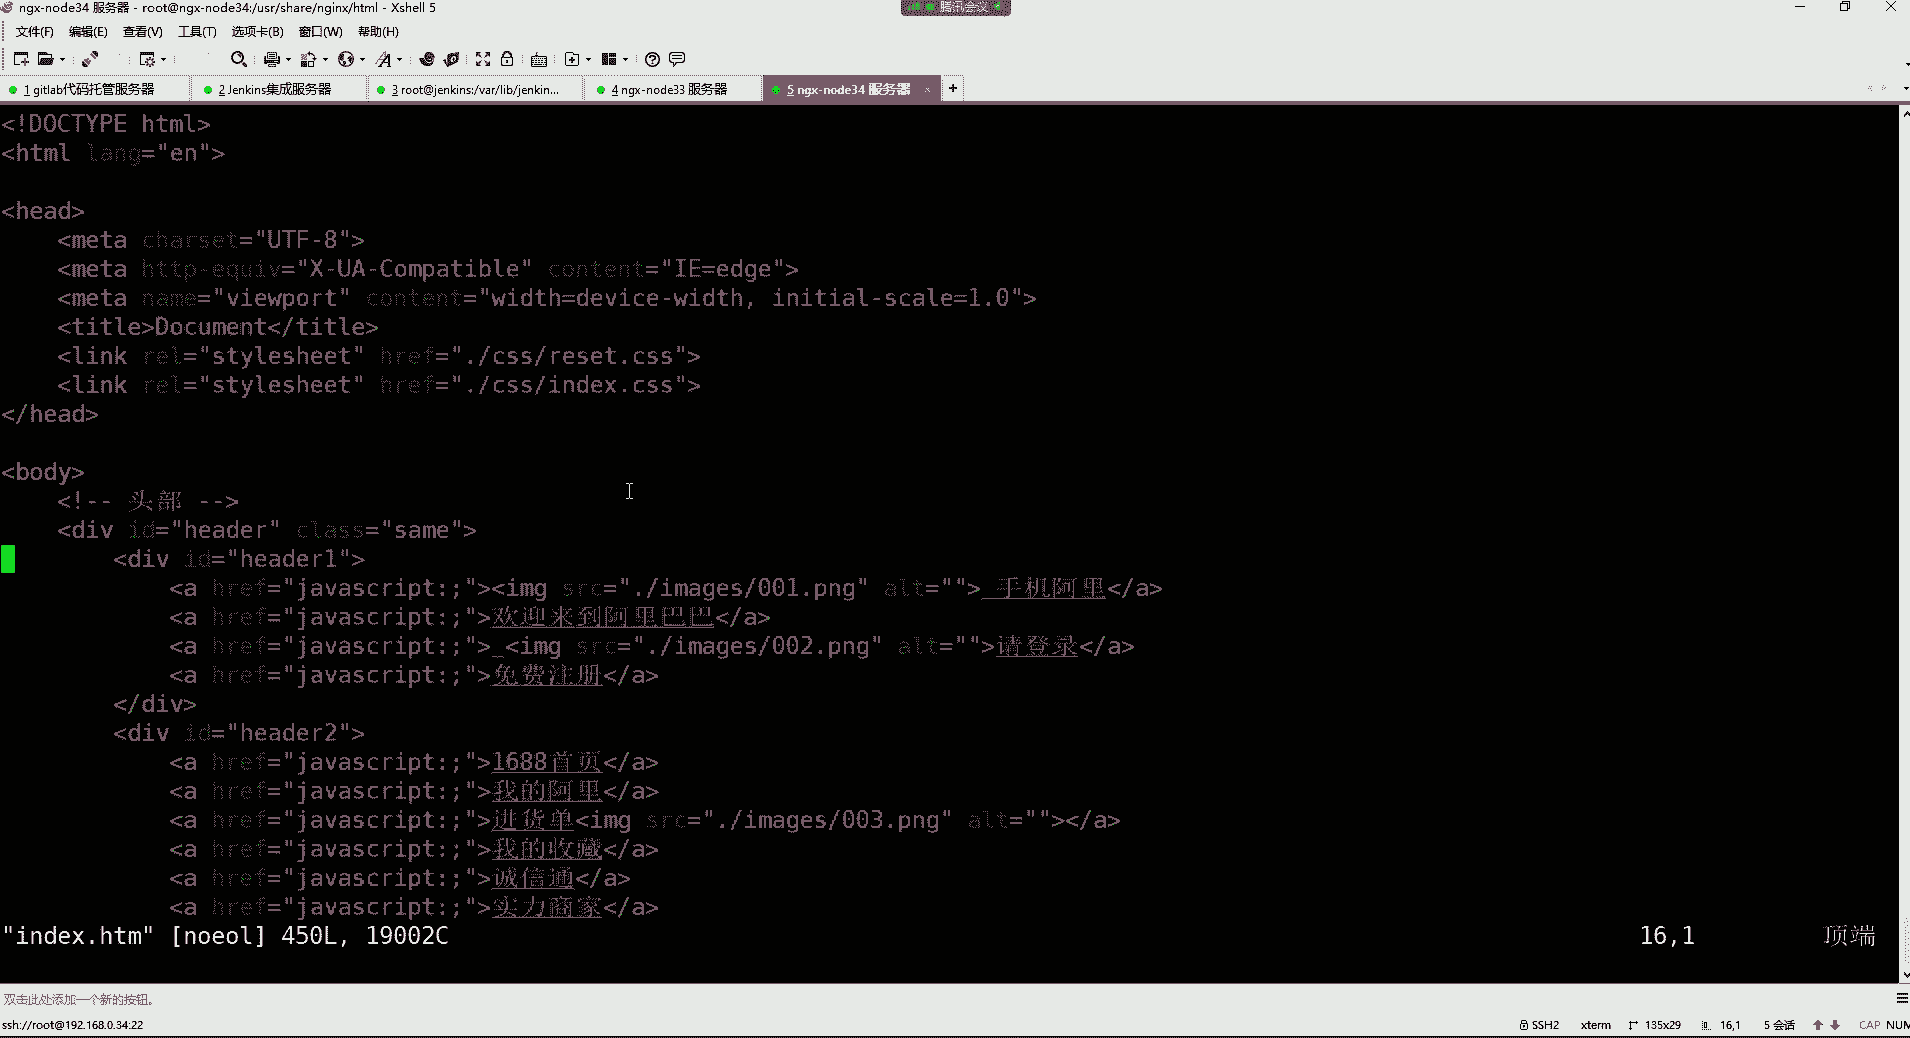 ngx-node34 服务器 - root@ngx-node34:/usr/share/nginx/html - Xshell 5
腾讯会议
文件(F) 编辑(E) 查看(V) 工具(T) 选项卡(B) 窗口(W) 帮助(H)
1 gitlab代码托管服务器 2 Jenkins集成服务器 3 root@jenkins:/var/lib/jenkin... 4 ngx-node33 服务器 5 ngx-node34 服务器 × +
<!DOCTYPE html>
<html lang="en">
<head>
    <meta charset="UTF-8">
    <meta http-equiv="X-UA-Compatible" content="IE=edge">
    <meta name="viewport" content="width=device-width, initial-scale=1.0">
    <title>Document</title>
    <link rel="stylesheet" href="./css/reset.css">
    <link rel="stylesheet" href="./css/index.css">
</head>
<body>
    <!-- 头部 -->
    <div id="header" class="same">
        <div id="header1">
            <a href="javascript:;"><img src="./images/001.png" alt=""> 手机阿里</a>
            <a href="javascript:;">欢迎来到阿里巴巴</a>
            <a href="javascript:;"> <img src="./images/002.png" alt="">请登录</a>
            <a href="javascript:;">免费注册</a>
        </div>
        <div id="header2">
            <a href="javascript:;">1688首页</a>
            <a href="javascript:;">我的阿里</a>
            <a href="javascript:;">进货单<img src="./images/003.png" alt=""></a>
            <a href="javascript:;">我的收藏</a>
            <a href="javascript:;">诚信通</a>
            <a href="javascript:;">实力商家</a>
"index.htm" [noeol] 450L, 19002C 16,1 顶端
双击此处添加一个新的按钮。
ssh://root@192.168.0.34:22 SSH2 xterm 135x29 16,1 5 会话 CAP NUM